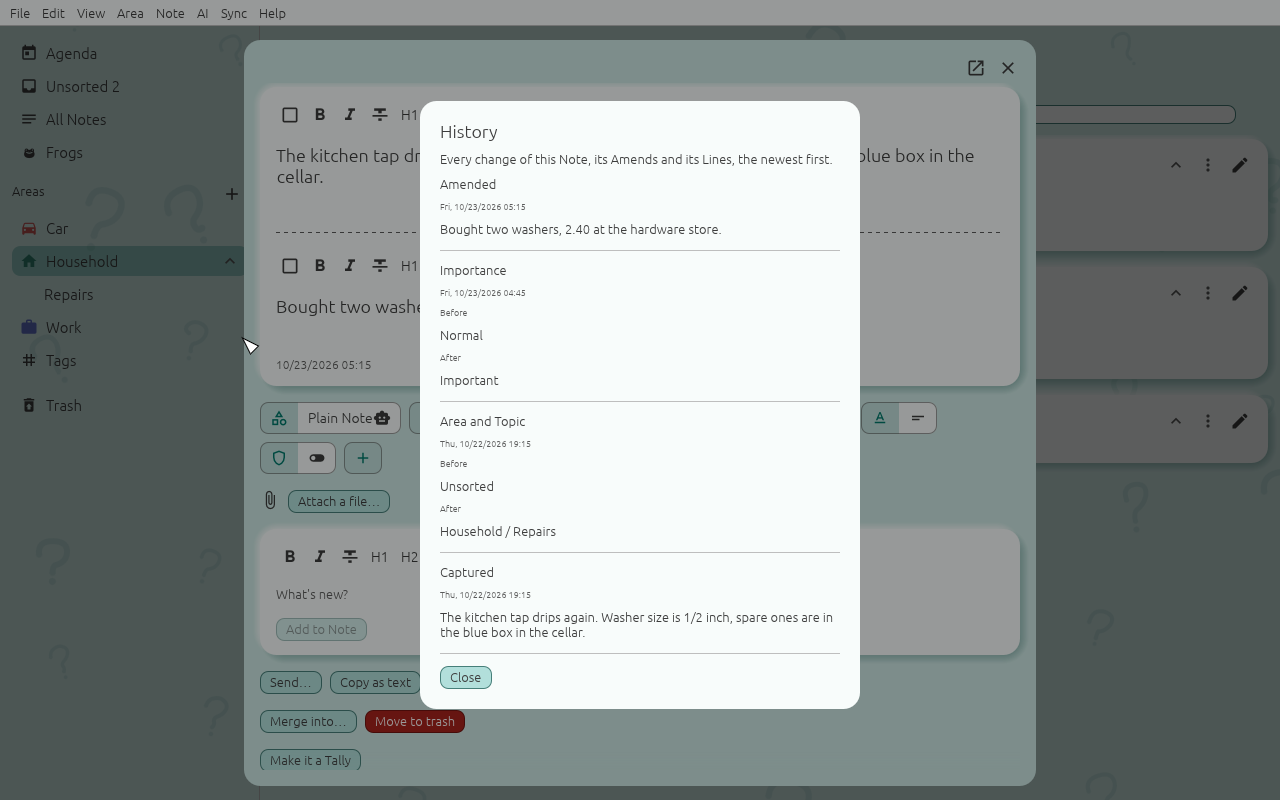 File Edit View Area Note AI Sync Help
Agenda
Unsorted 2
All Notes
Frogs
Areas
Car
Household
Repairs
Work
Tags
Trash
B I H1
The kitchen tap dr
blue box in the
cellar.
B I H1
Bought two washe
10/23/2026 05:15
Plain Note
Attach a file…
B I H1 H2
What's new?
Add to Note
Send… Copy as text
Merge into… Move to trash
Make it a Tally
History
Every change of this Note, its Amends and its Lines, the newest first.
Amended
Fri, 10/23/2026 05:15
Bought two washers, 2.40 at the hardware store.
Importance
Fri, 10/23/2026 04:45
Before
Normal
After
Important
Area and Topic
Thu, 10/22/2026 19:15
Before
Unsorted
After
Household / Repairs
Captured
Thu, 10/22/2026 19:15
The kitchen tap drips again. Washer size is 1/2 inch, spare ones are in
the blue box in the cellar.
Close